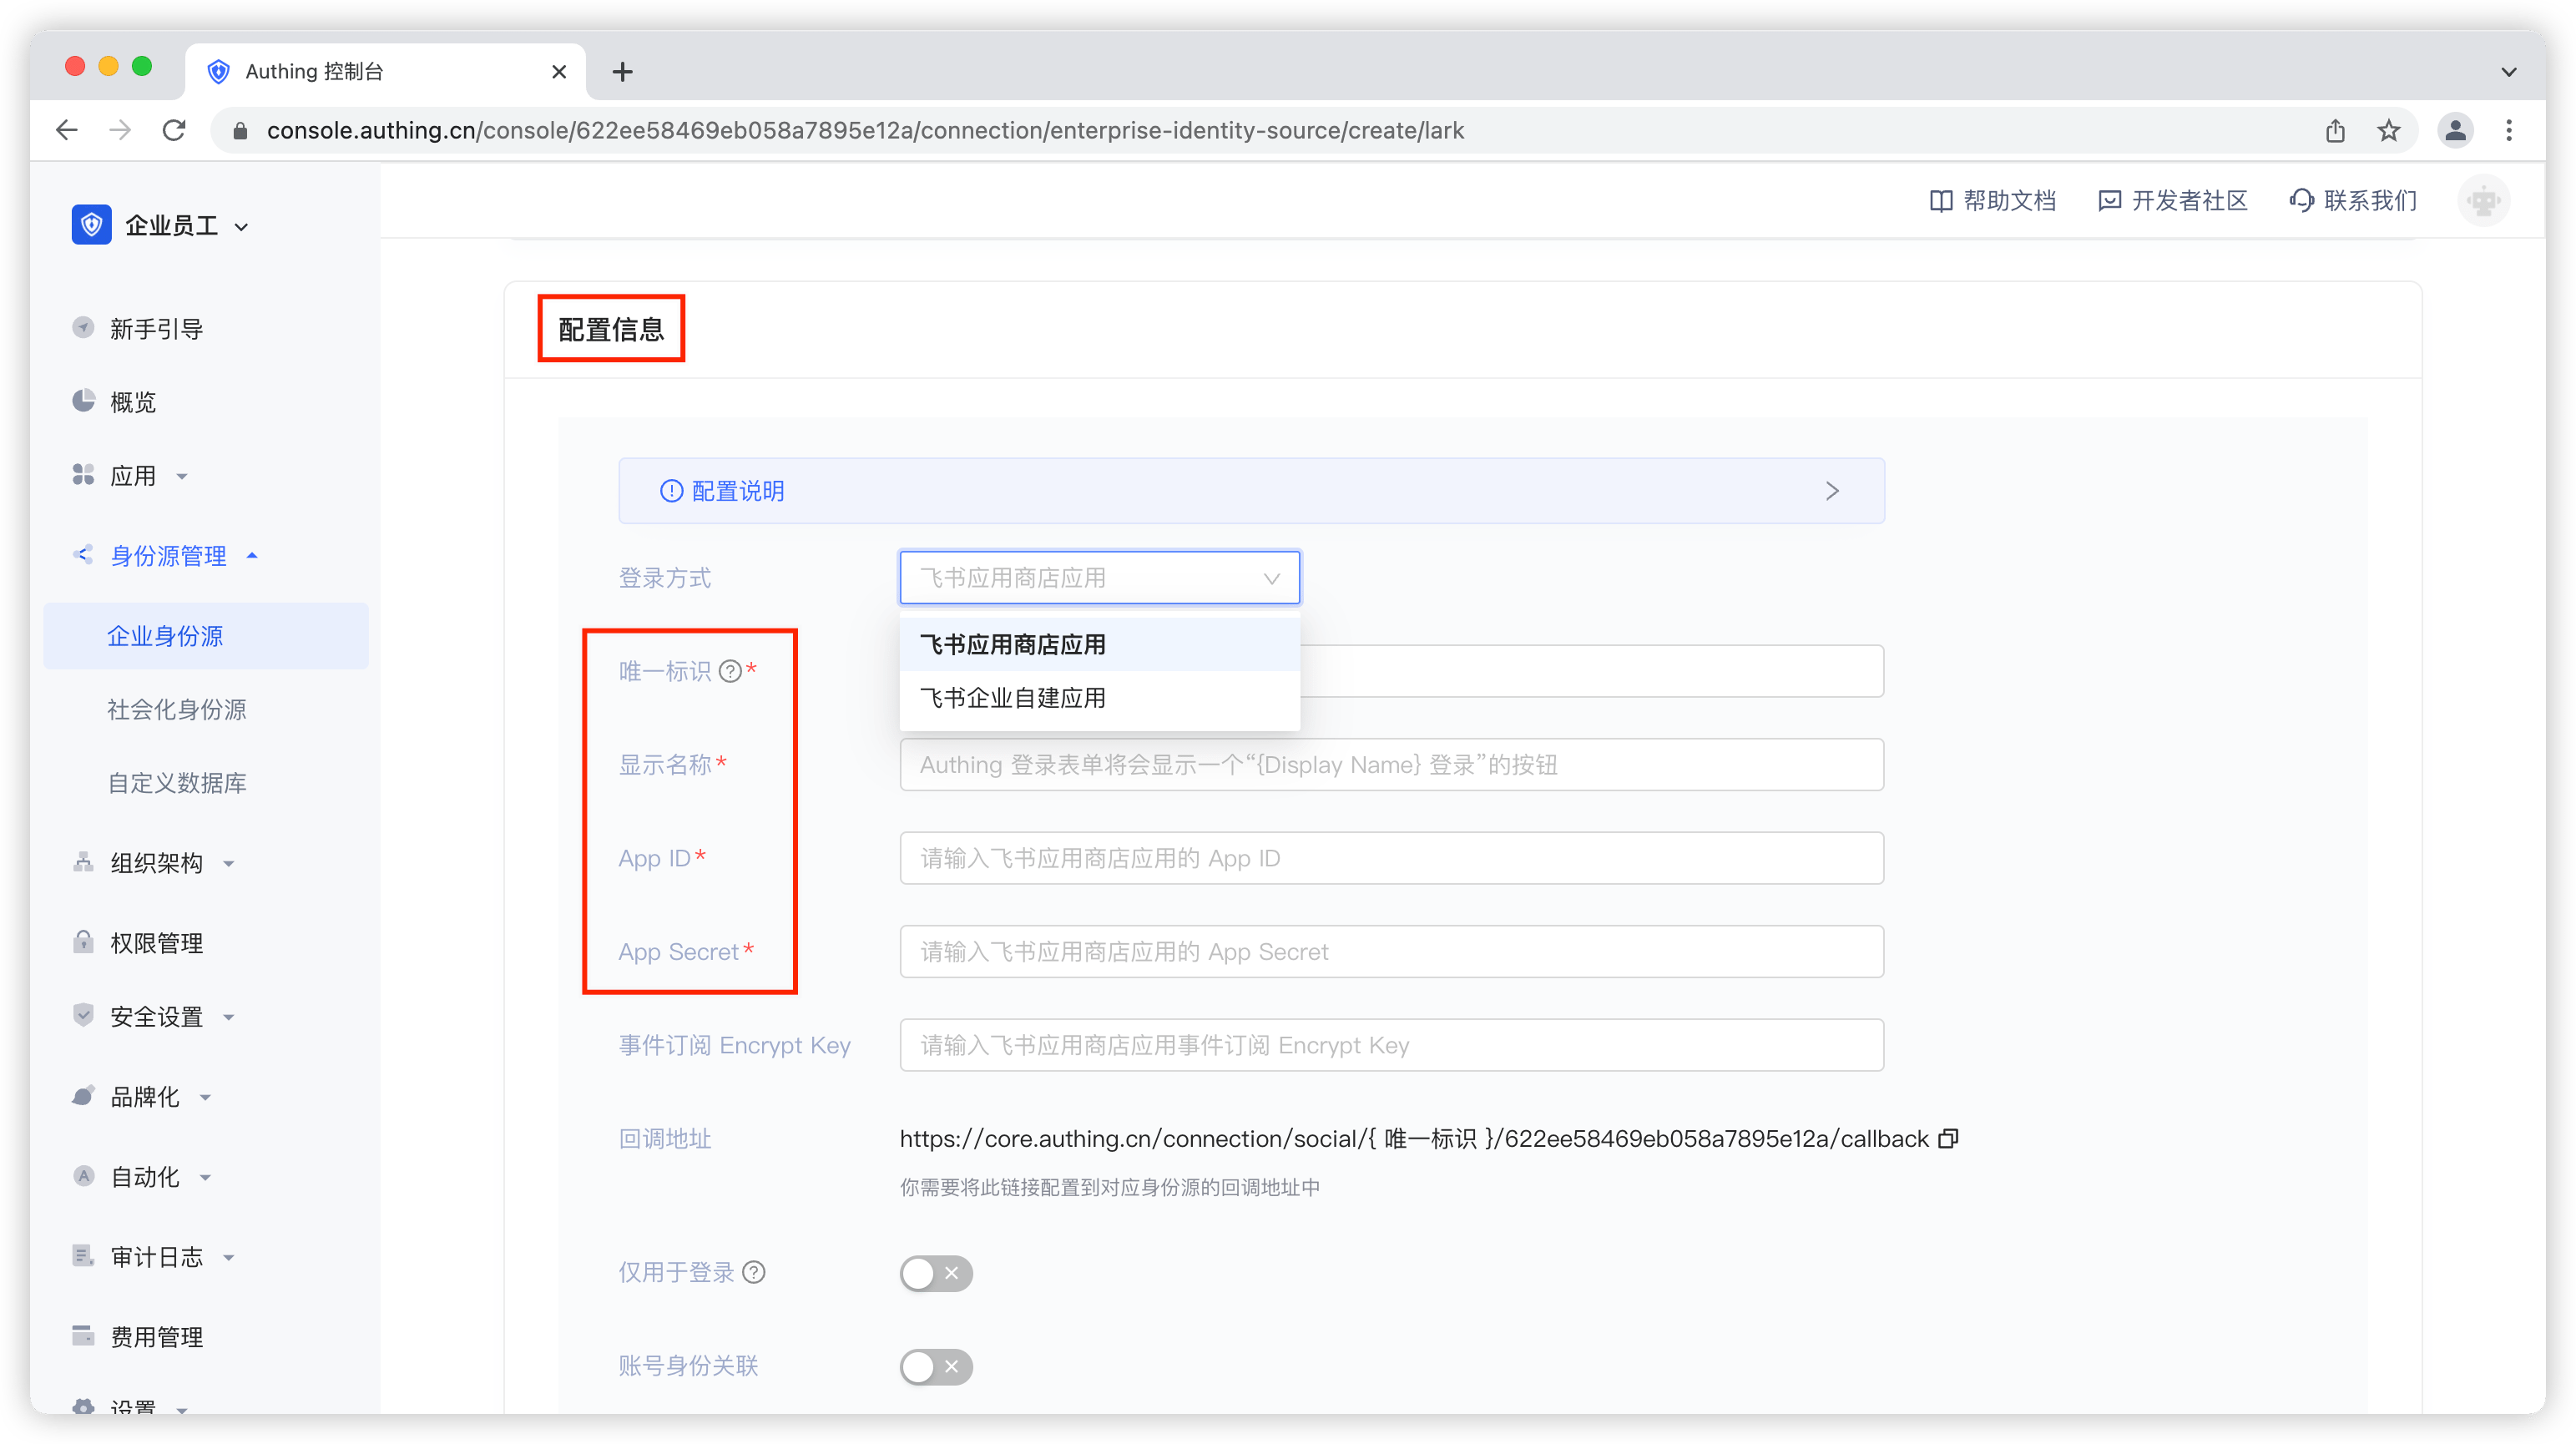 Authing 控制台
console.authing.cn/console/622ee58469eb058a7895e12a/connection/enterprise-identity-source/create/lark
企业员工
帮助文档
开发者社区
联系我们
新手引导
概览
应用
身份源管理
企业身份源
社会化身份源
自定义数据库
组织架构
权限管理
安全设置
品牌化
自动化
审计日志
费用管理
设置
配置信息
配置说明
登录方式
飞书应用商店应用
飞书应用商店应用
飞书企业自建应用
唯一标识 *
显示名称 *
Authing 登录表单将会显示一个“{Display Name} 登录”的按钮
App ID *
请输入飞书应用商店应用的 App ID
App Secret *
请输入飞书应用商店应用的 App Secret
事件订阅 Encrypt Key
请输入飞书应用商店应用事件订阅 Encrypt Key
回调地址
https://core.authing.cn/connection/social/{ 唯一标识 }/622ee58469eb058a7895e12a/callback
你需要将此链接配置到对应身份源的回调地址中
仅用于登录
账号身份关联